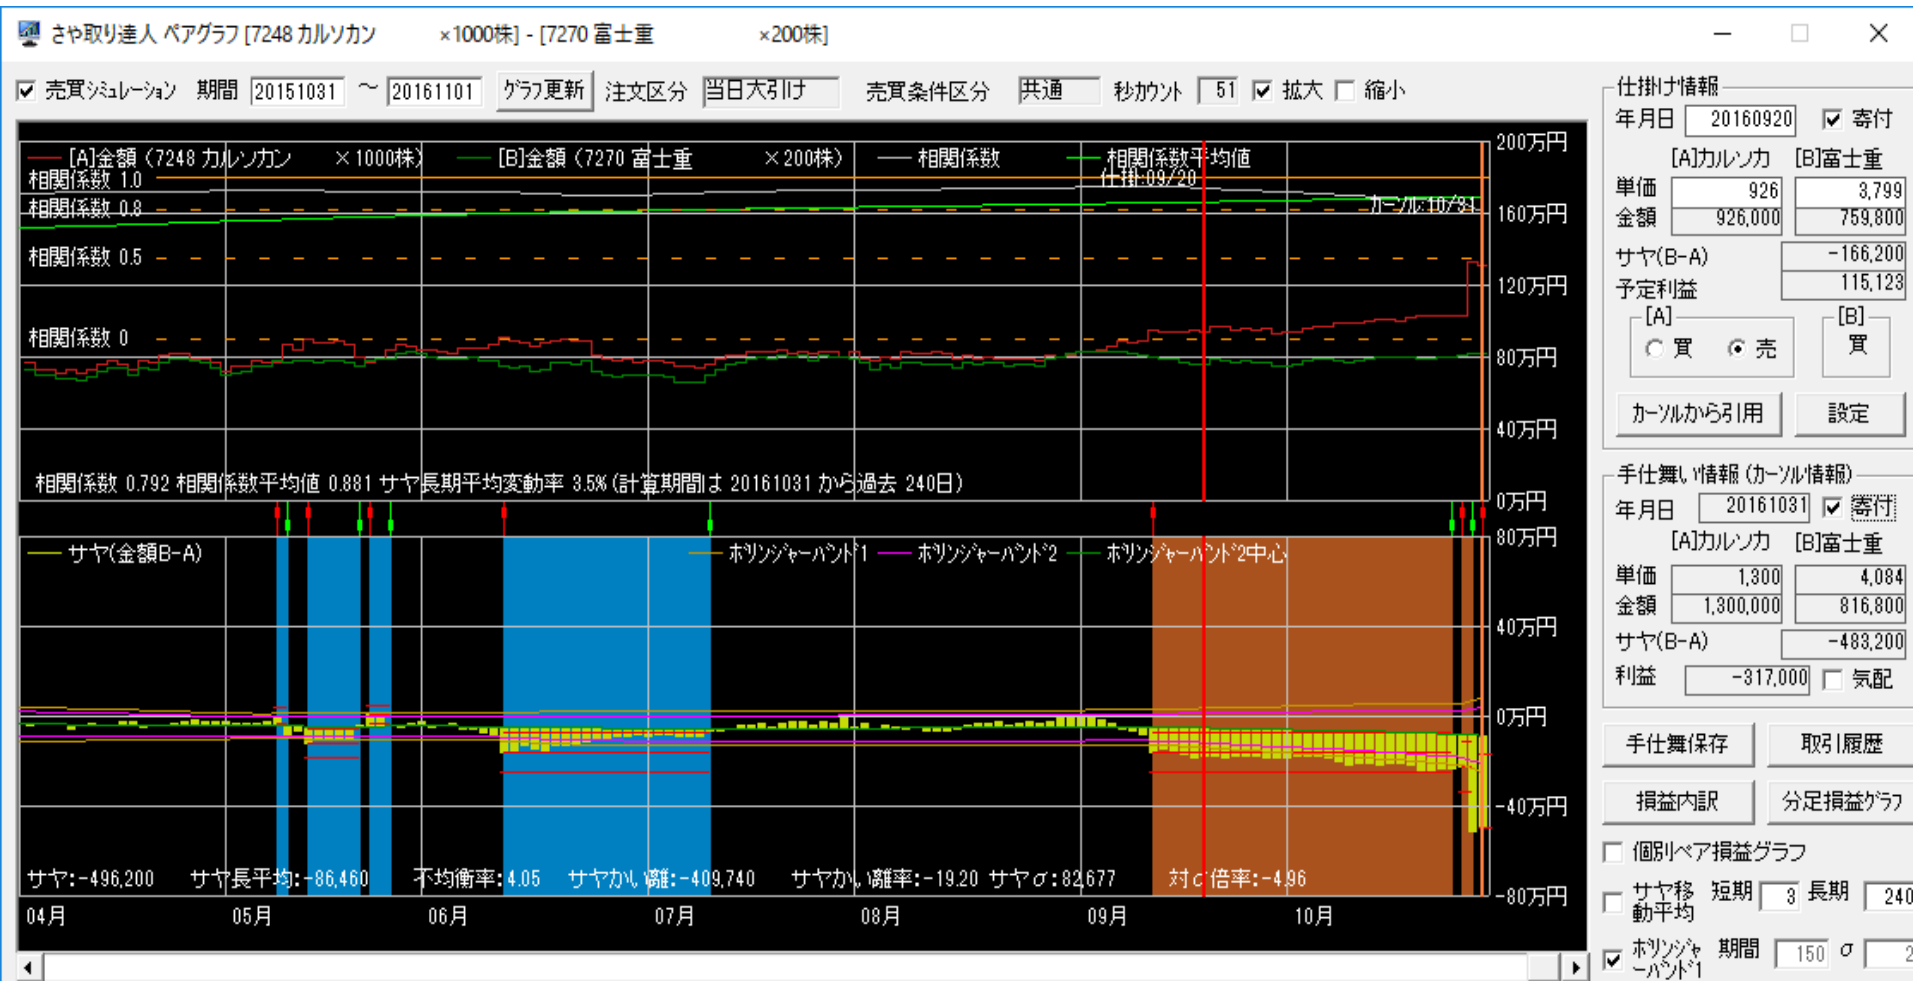 さや取り達人 ペアグラフ [7248 カルソカン ×1000株] - [7270 富士重 ×200株]
売買シミュレーション 期間 20151031 ～ 20161101 グラフ更新 注文区分 当日大引け 売買条件区分 共通 秒カウント 51 拡大 縮小
[A]金額 (7248 カルソカン ×1000株) [B]金額 (7270 富士重 ×200株) 相関係数 相関係数平均値
相関係数 1.0
仕掛:09/20
相関係数 0.8
カーソル:10/31
相関係数 0.5
相関係数 0
200万円
160万円
120万円
80万円
40万円
0万円
相関係数 0.792 相関係数平均値 0.881 サヤ長期平均変動率 3.5% (計算期間は 20161031 から過去 240日)
サヤ(金額B-A) ボリンジャーバンド1 ボリンジャーバンド2 ボリンジャーバンド2中心
80万円
40万円
0万円
-40万円
-80万円
サヤ:-496,200 サヤ長平均:-86,460 不均衡率:4.05 サヤかい離:-409,740 サヤかい離率:-19.20 サヤσ:82,677 対σ倍率:-4.96
04月 05月 06月 07月 08月 09月 10月
仕掛け情報
年月日 20160920 寄付
[A]カルソカ [B]富士重
単価 926 3,799
金額 926,000 759,800
サヤ(B-A) -166,200
予定利益 115,123
[A] [B]
買 売 買
カーソルから引用 設定
手仕舞い情報 (カーソル情報)
年月日 20161031 寄付
[A]カルソカ [B]富士重
単価 1,300 4,084
金額 1,300,000 816,800
サヤ(B-A) -483,200
利益 -317,000 気配
手仕舞保存 取引履歴
損益内訳 分足損益グラフ
個別ペア損益グラフ
サヤ移動平均 短期 3 長期 240
ボリンジャーバンド1 期間 150 σ 2